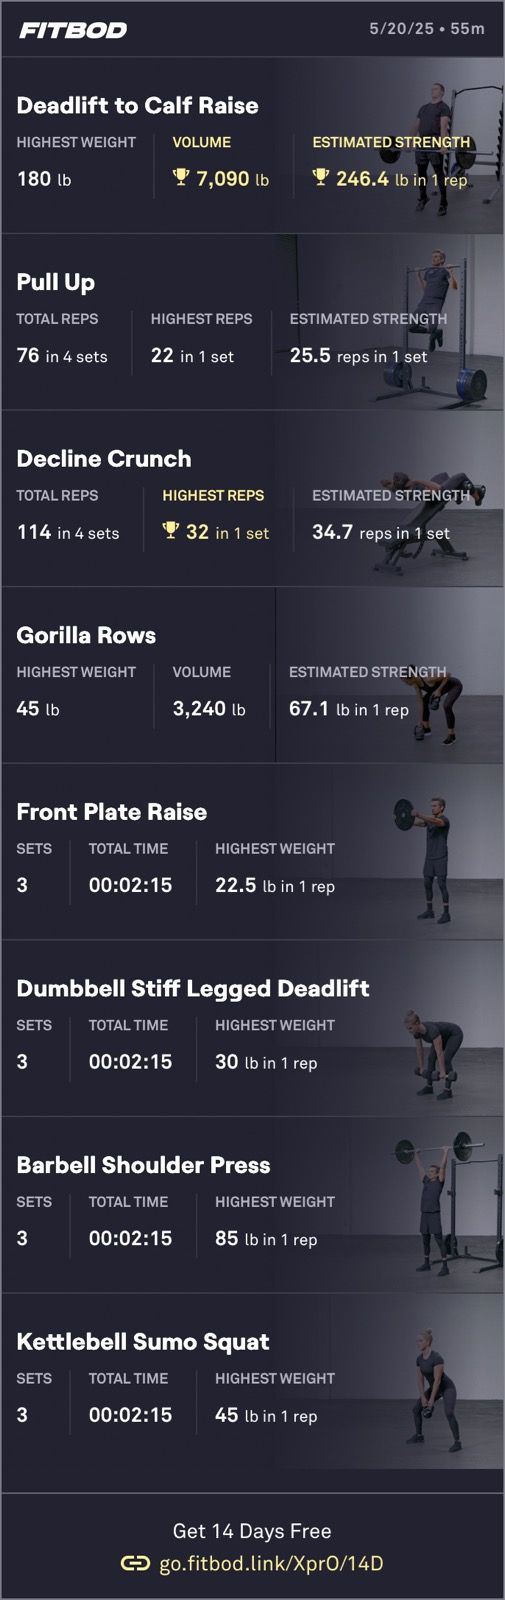 FITBOD 5/20/25 • 55m
Deadlift to Calf Raise
HIGHEST WEIGHT VOLUME ESTIMATED STRENGTH
180 lb 7,090 lb 246.4 lb in 1 rep
Pull Up
TOTAL REPS HIGHEST REPS ESTIMATED STRENGTH
76 in 4 sets 22 in 1 set 25.5 reps in 1 set
Decline Crunch
TOTAL REPS HIGHEST REPS ESTIMATED STRENGTH
114 in 4 sets 32 in 1 set 34.7 reps in 1 set
Gorilla Rows
HIGHEST WEIGHT VOLUME ESTIMATED STRENGTH
45 lb 3,240 lb 67.1 lb in 1 rep
Front Plate Raise
SETS TOTAL TIME HIGHEST WEIGHT
3 00:02:15 22.5 lb in 1 rep
Dumbbell Stiff Legged Deadlift
SETS TOTAL TIME HIGHEST WEIGHT
3 00:02:15 30 lb in 1 rep
Barbell Shoulder Press
SETS TOTAL TIME HIGHEST WEIGHT
3 00:02:15 85 lb in 1 rep
Kettlebell Sumo Squat
SETS TOTAL TIME HIGHEST WEIGHT
3 00:02:15 45 lb in 1 rep
Get 14 Days Free
go.fitbod.link/XprO/14D